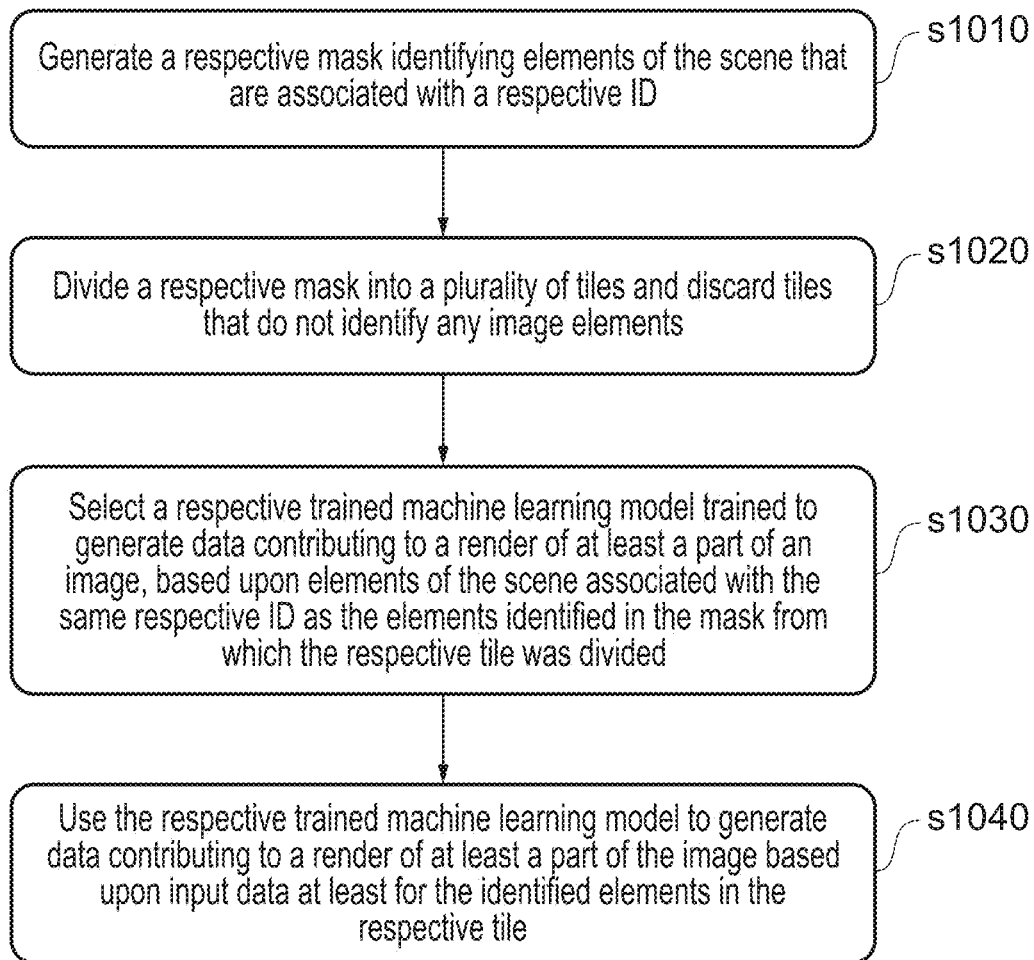 Generate a respective mask identifying elements of the scene that
are associated with a respective ID
s1010
Divide a respective mask into a plurality of tiles and discard tiles
that do not identify any image elements
s1020
Select a respective trained machine learning model trained to
generate data contributing to a render of at least a part of an
image, based upon elements of the scene associated with the
same respective ID as the elements identified in the mask from
which the respective tile was divided
s1030
Use the respective trained machine learning model to generate
data contributing to a render of at least a part of the image based
upon input data at least for the identified elements in the
respective tile
s1040